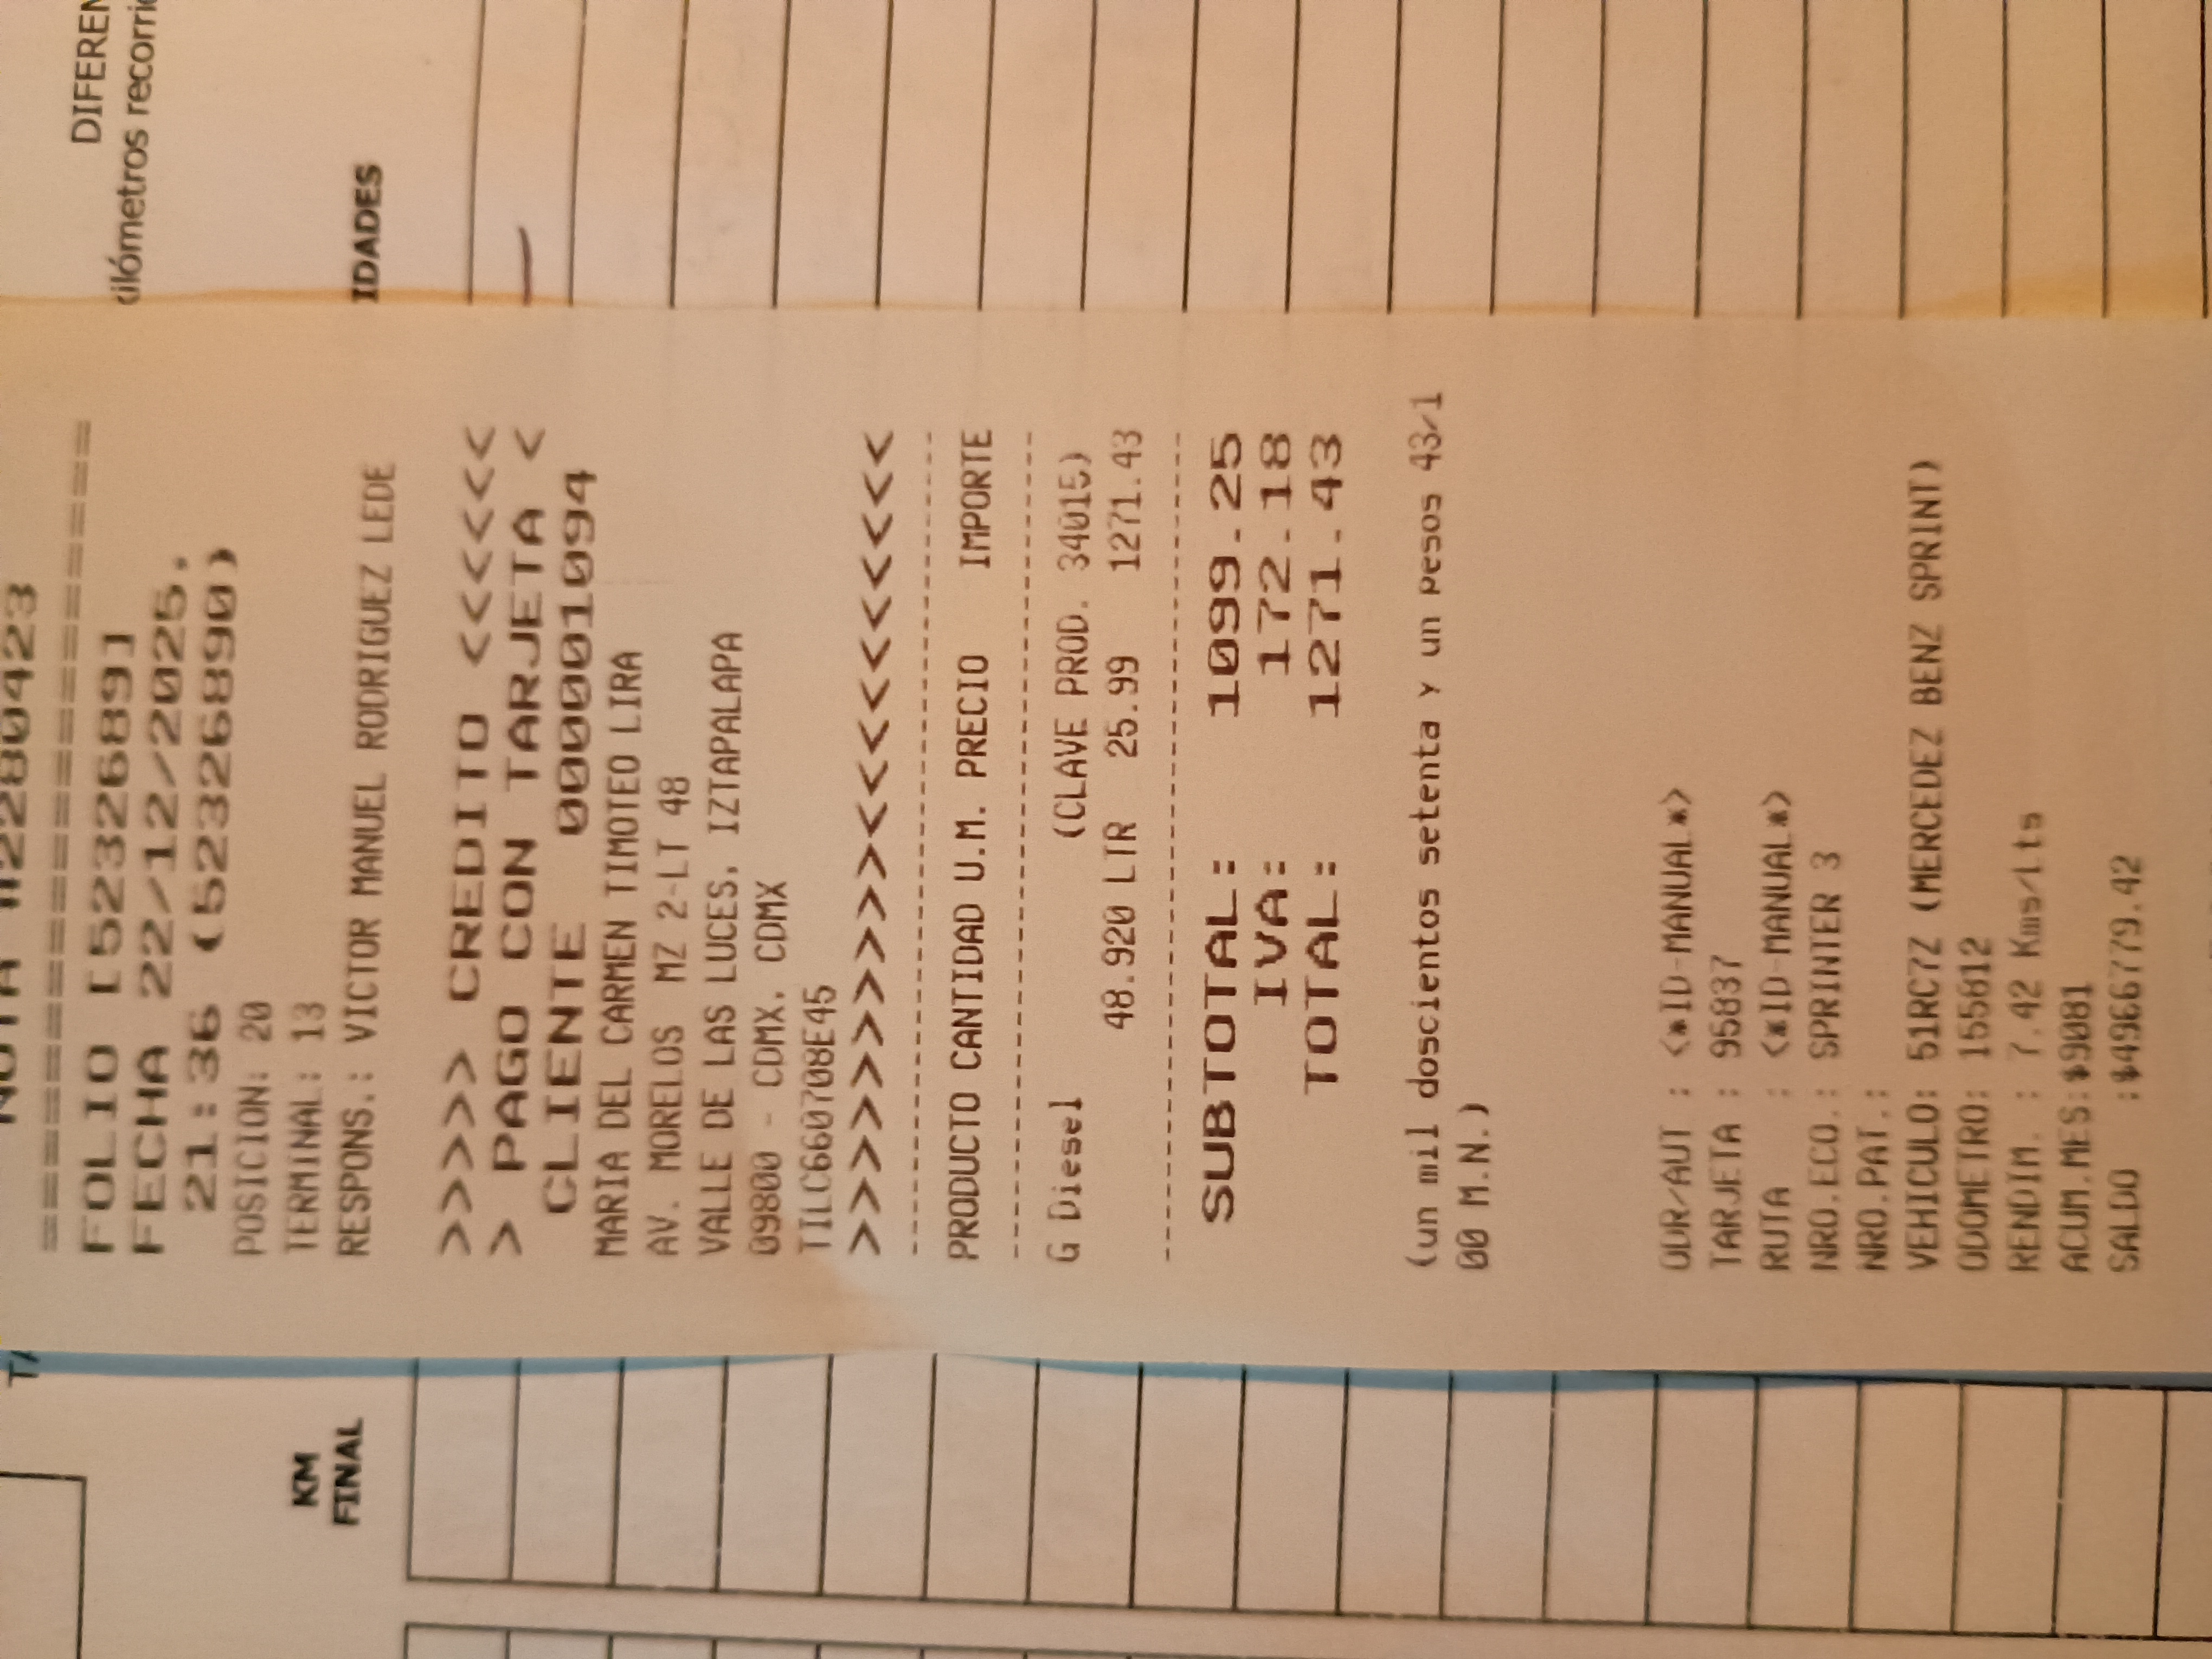 DIFEREN
kilómetros recorri
IDADES
NOTA
========================
FOLIO [52326891]
FECHA 22/12/2025,
21:36 (52326890)
POSICION: 20
TERMINAL: 13
RESPONS.: VICTOR MANUEL RODRIGUEZ LEDE
>>>>> CREDITO <<<<<<
> PAGO CON TARJETA <
CLIENTE 000001094
MARIA DEL CARMEN TIMOTEO LIRA
AV. MORELOS MZ 2-LT 48
VALLE DE LAS LUCES, IZTAPALAPA
09800 - CDMX, CDMX
TILC660708E45
>>>>>>>>>><<<<<<<<<<
PRODUCTO CANTIDAD U.M. PRECIO IMPORTE
G Diesel (CLAVE PROD. 34015)
48.920 LTR 25.99 1271.43
SUBTOTAL: 1099.25
IVA: 172.18
TOTAL: 1271.43
(un mil doscientos setenta y un pesos 43/1
00 M.N.)
ODR/AUT : <*ID-MANUAL*>
TARJETA : 95837
RUTA : <*ID-MANUAL*>
NRO.ECO.: SPRINTER 3
NRO.PAT.:
VEHICULO: 51RC7Z (MERCEDEZ BENZ SPRINT)
ODOMETRO: 155812
RENDIM. : 7.42 Kms/Lts
ACUM.MES:$9081
SALDO :$4966779.42
KM
FINAL